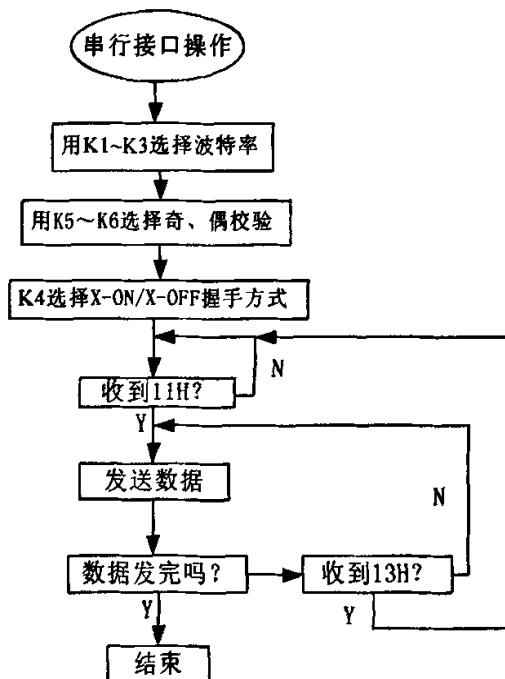 串行接口操作
用K1~K3选择波特率
用K5~K6选择奇、偶校验
K4选择X-ON/X-OFF握手方式
N
收到11H?
Y
发送数据
N
数据发完吗?
收到13H?
Y
Y
结束